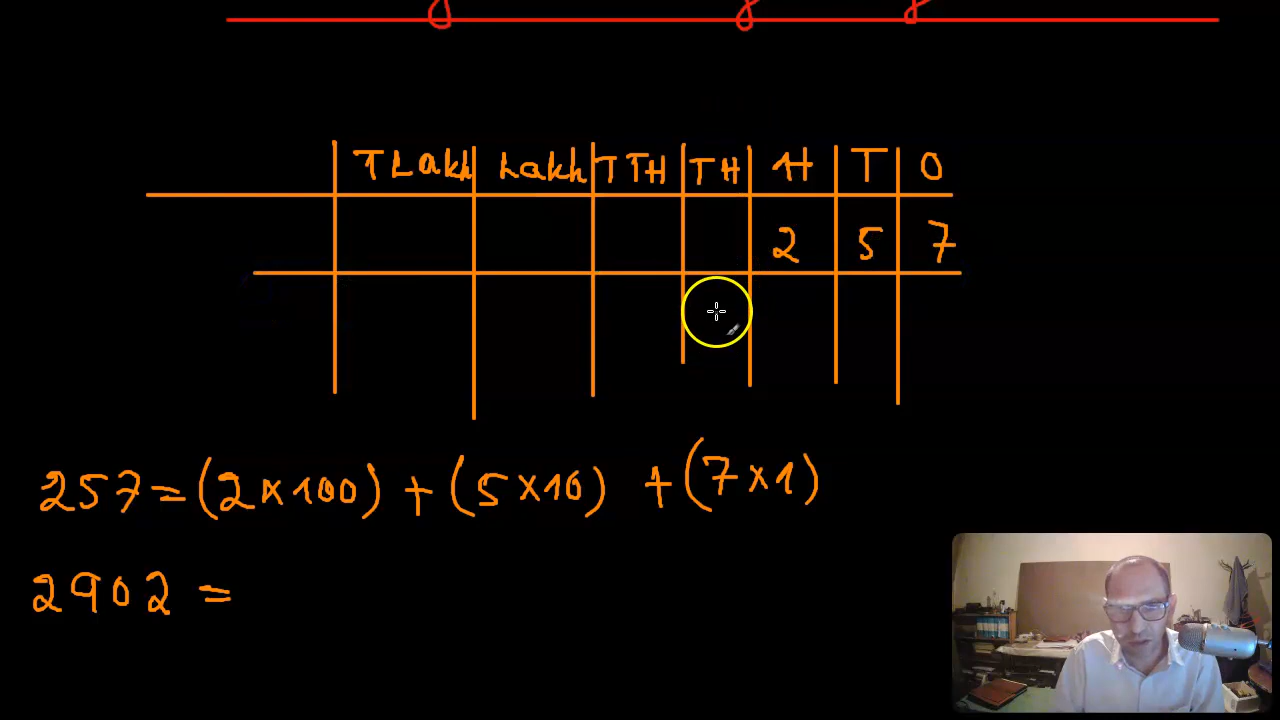 T Lakh Lakh T TH TH H T O
2 5 7
257 = (2×100) + (5×10) + (7×1)
2902 =